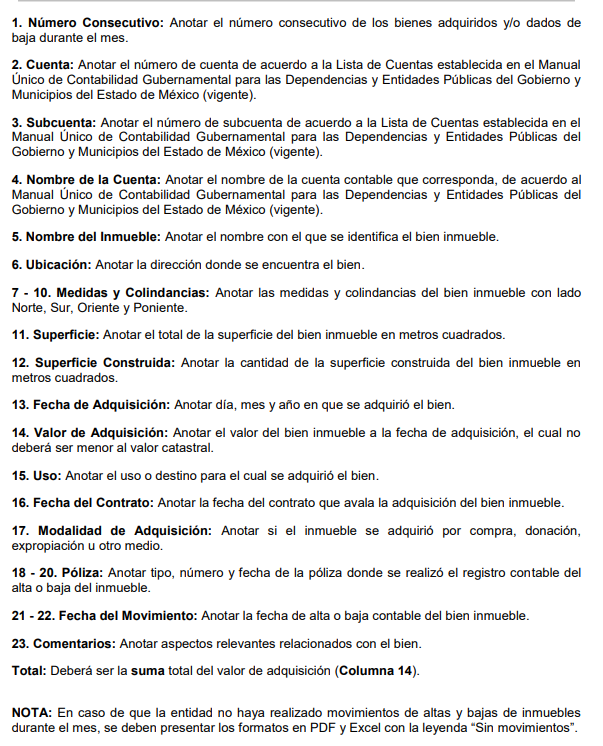 1. Número Consecutivo: Anotar el número consecutivo de los bienes adquiridos y/o dados de
baja durante el mes.
2. Cuenta: Anotar el número de cuenta de acuerdo a la Lista de Cuentas establecida en el Manual
Único de Contabilidad Gubernamental para las Dependencias y Entidades Públicas del Gobierno y
Municipios del Estado de México (vigente).
3. Subcuenta: Anotar el número de subcuenta de acuerdo a la Lista de Cuentas establecida en el
Manual Único de Contabilidad Gubernamental para las Dependencias y Entidades Públicas del
Gobierno y Municipios del Estado de México (vigente).
4. Nombre de la Cuenta: Anotar el nombre de la cuenta contable que corresponda, de acuerdo al
Manual Único de Contabilidad Gubernamental para las Dependencias y Entidades Públicas del
Gobierno y Municipios del Estado de México (vigente).
5. Nombre del Inmueble: Anotar el nombre con el que se identifica el bien inmueble.
6. Ubicación: Anotar la dirección donde se encuentra el bien.
7 - 10. Medidas y Colindancias: Anotar las medidas y colindancias del bien inmueble con lado
Norte, Sur, Oriente y Poniente.
11. Superficie: Anotar el total de la superficie del bien inmueble en metros cuadrados.
12. Superficie Construida: Anotar la cantidad de la superficie construida del bien inmueble en
metros cuadrados.
13. Fecha de Adquisición: Anotar día, mes y año en que se adquirió el bien.
14. Valor de Adquisición: Anotar el valor del bien inmueble a la fecha de adquisición, el cual no
deberá ser menor al valor catastral.
15. Uso: Anotar el uso o destino para el cual se adquirió el bien.
16. Fecha del Contrato: Anotar la fecha del contrato que avala la adquisición del bien inmueble.
17. Modalidad de Adquisición: Anotar si el inmueble se adquirió por compra, donación,
expropiación u otro medio.
18 - 20. Póliza: Anotar tipo, número y fecha de la póliza donde se realizó el registro contable del
alta o baja del inmueble.
21 - 22. Fecha del Movimiento: Anotar la fecha de alta o baja contable del bien inmueble.
23. Comentarios: Anotar aspectos relevantes relacionados con el bien.
Total: Deberá ser la suma total del valor de adquisición (Columna 14).
NOTA: En caso de que la entidad no haya realizado movimientos de altas y bajas de inmuebles
durante el mes, se deben presentar los formatos en PDF y Excel con la leyenda “Sin movimientos”.